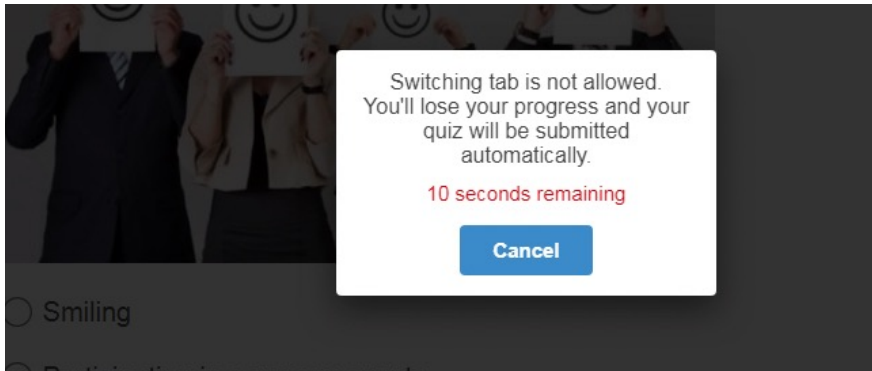 Switching tab is not allowed.
You'll lose your progress and your
quiz will be submitted
automatically.
10 seconds remaining
Cancel
Smiling